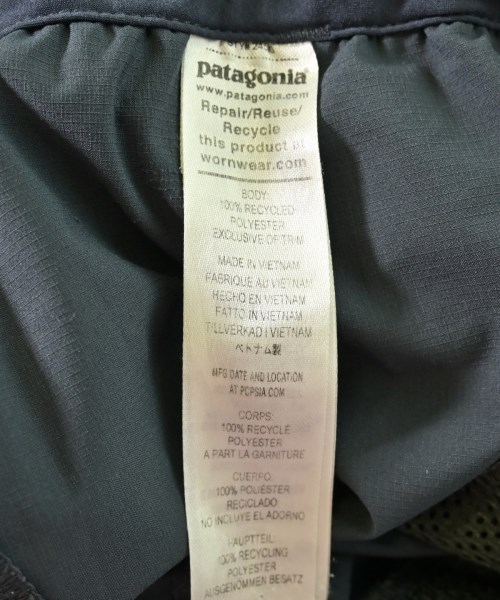 patagonia®
www.patagonia.com
Repair/Reuse/
Recycle
this product at
wornwear.com
BODY:
100% RECYCLED
POLYESTER
EXCLUSIVE OF TRIM
MADE IN VIETNAM
FABRIQUE AU VIETNAM
HECHO EN VIETNAM
FATTO IN VIETNAM
TILLVERKAD I VIETNAM
ベトナム製
MFG DATE AND LOCATION
AT PCPSIA.COM
CORPS:
100% RECYCLÉ
POLYESTER
A PART LA GARNITURE
CUERFO:
100% POLIÉSTER
RECICLADO
NO INCLUYE EL ADORNO
HAUPTTEIL:
100% RECYCLING
POLYESTER
AUSGENOMMEN BESATZ